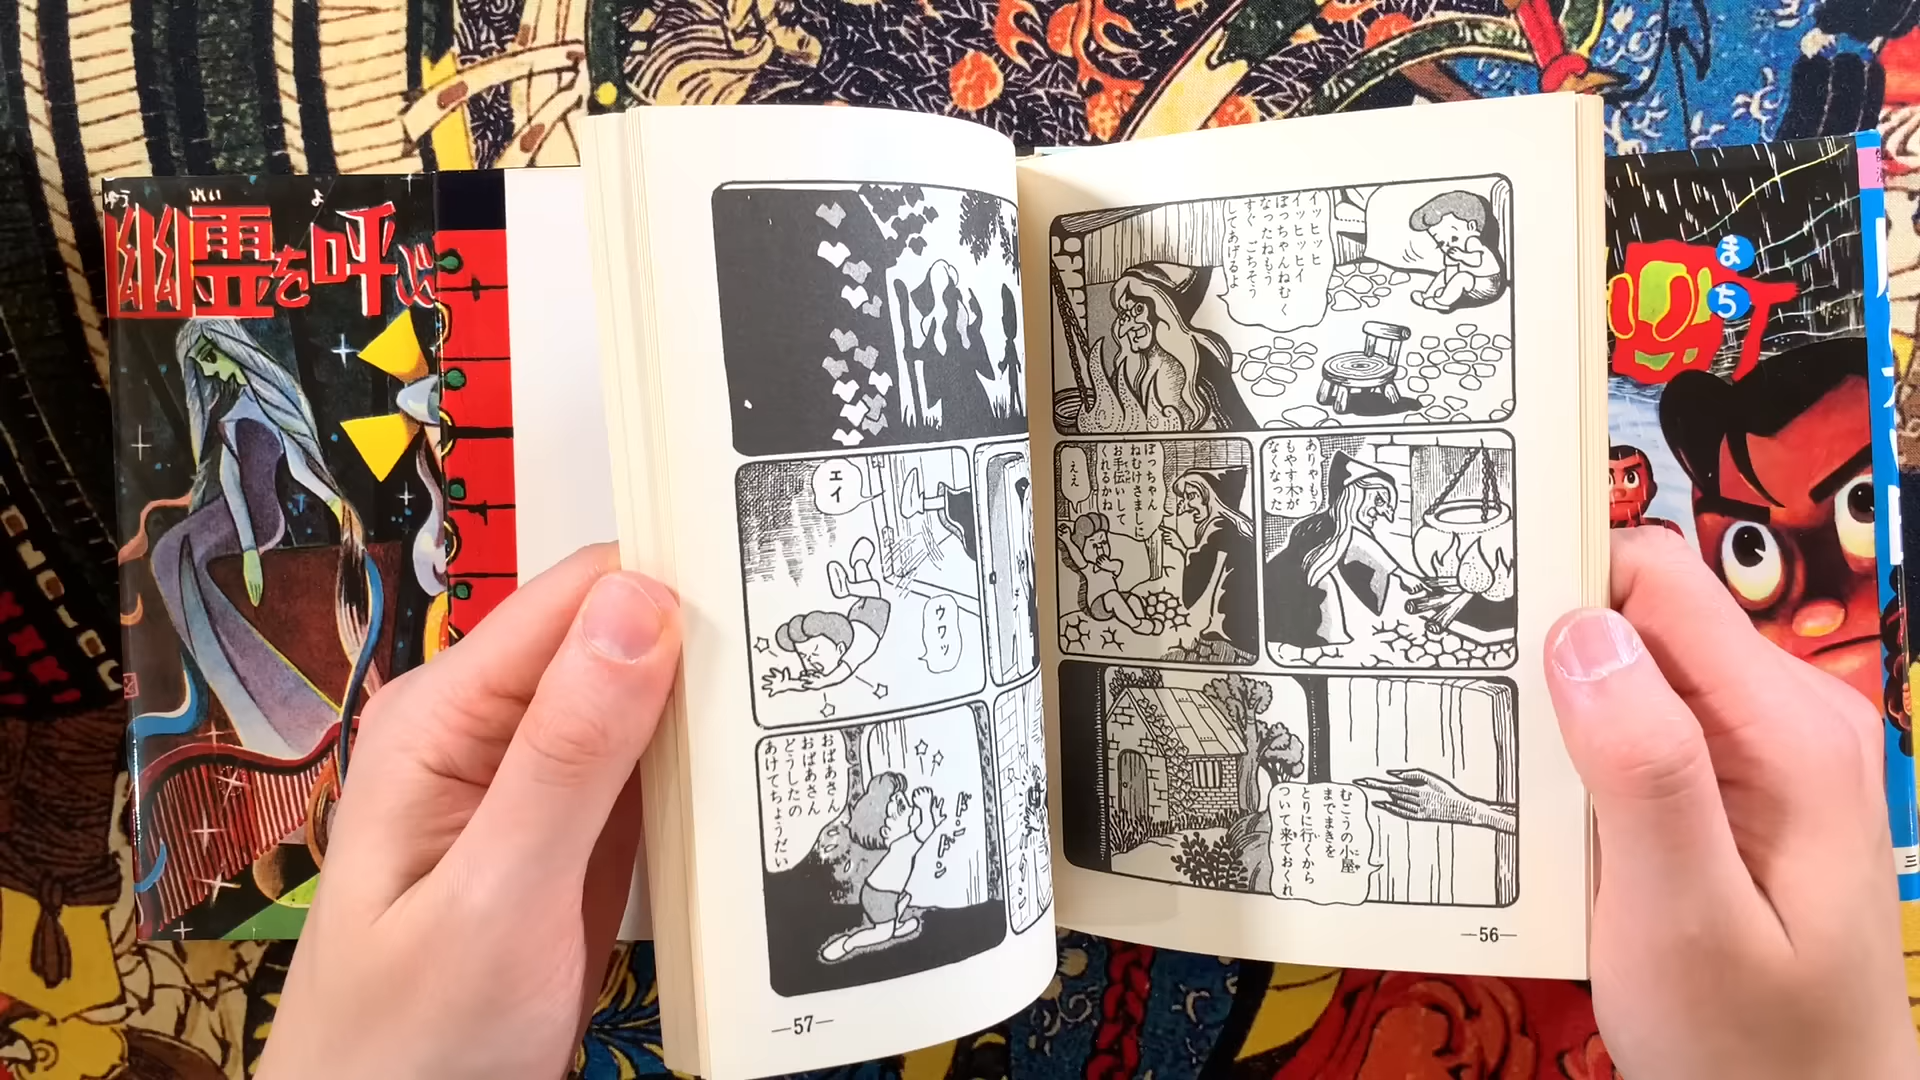 ゆう れい よ
幽霊を呼ぶ
イッヒッヒ
イッヒッヒイ
ぼっちゃんねむく
なったねもう
すぐ ごちそう
してあげるよ
ありゃもう
もやす木が
なくなった
ぼっちゃん
ねむけさましに
お手伝いして
くれるかね
ええ
むこうの小屋
までまきを
とりに行くから
ついて来ておくれ
—56—
エイ
ウワッ
おばあさん
おばあさん
どうしたの
あけてちょうだい
ドンドン
—57—
まち
町
三